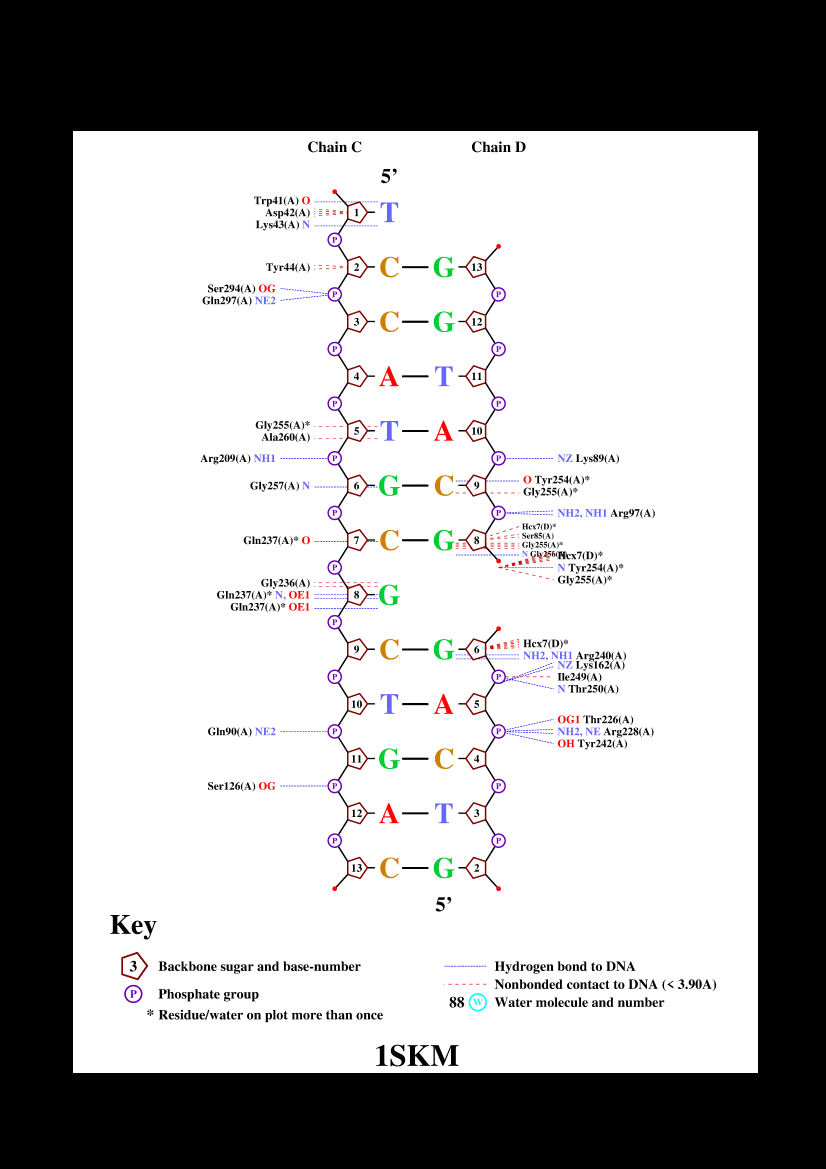 Chain C Chain D
5’
Trp41(A) O
Asp42(A)
Lys43(A) N
1 T
P
Tyr44(A) 2 C G 13
Ser294(A) OG
Gln297(A) NE2
P P
3 C G 12
P P
4 A T 11
P P
Gly255(A)*
Ala260(A)
5 T A 10
Arg209(A) NH1 P P NZ Lys89(A)
Gly257(A) N 6 G C 9
O Tyr254(A)*
Gly255(A)*
P P NH2, NH1 Arg97(A)
Gln237(A)* O 7 C G 8
Hcx7(D)*
Ser85(A)
Gly255(A)*
N Gly256(A)
Hcx7(D)*
P N Tyr254(A)*
Gly255(A)*
Gly236(A)
Gln237(A)* N, OE1
Gln237(A)* OE1
8 G
P
9 C G 6
Hcx7(D)*
NH2, NH1 Arg240(A)
NZ Lys162(A)
P P Ile249(A)
N Thr250(A)
10 T A 5
OG1 Thr226(A)
Gln90(A) NE2 P P NH2, NE Arg228(A)
OH Tyr242(A)
11 G C 4
Ser126(A) OG P P
12 A T 3
P P
13 C G 2
5’
Key
3 Backbone sugar and base-number
P Phosphate group
* Residue/water on plot more than once
Hydrogen bond to DNA
Nonbonded contact to DNA (< 3.90A)
88 W Water molecule and number
1SKM